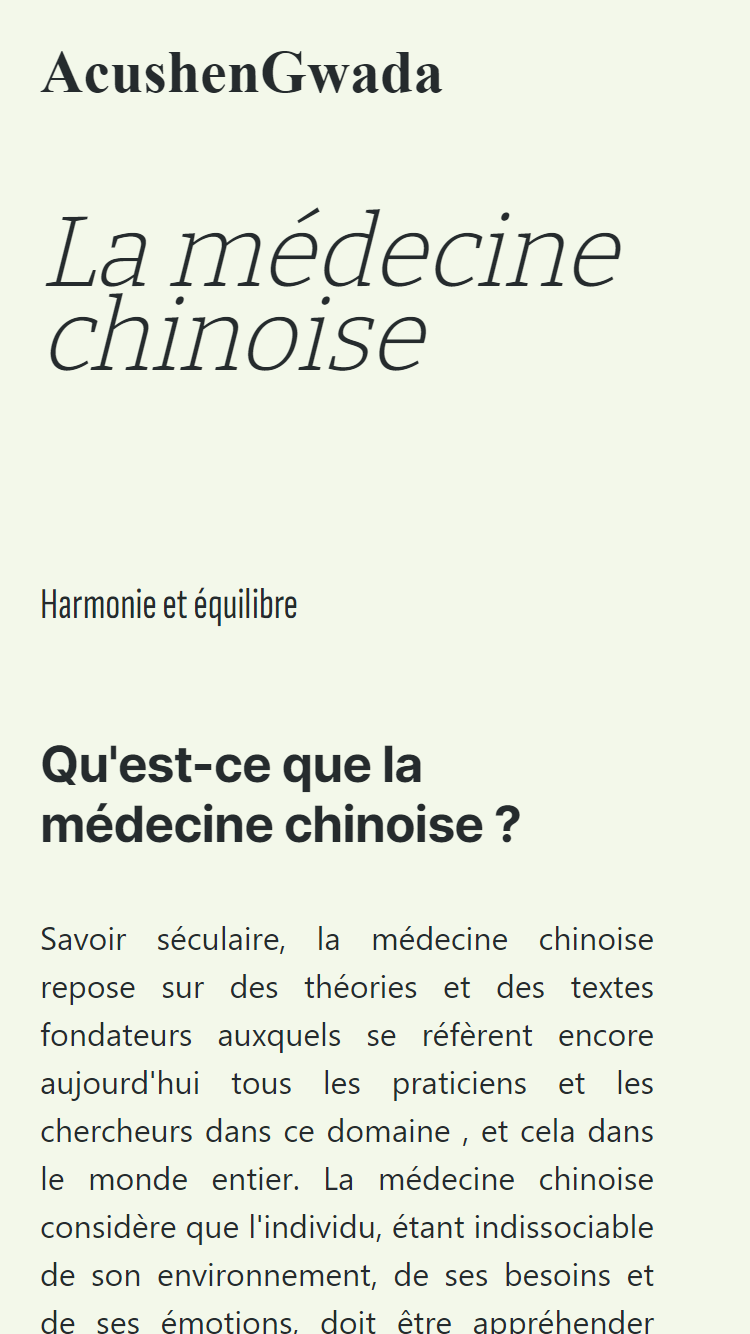 AcushenGwada
La médecine
chinoise
Harmonie et équilibre
Qu'est-ce que la
médecine chinoise ?
Savoir séculaire, la médecine chinoise
repose sur des théories et des textes
fondateurs auxquels se réfèrent encore
aujourd'hui tous les praticiens et les
chercheurs dans ce domaine , et cela dans
le monde entier. La médecine chinoise
considère que l'individu, étant indissociable
de son environnement, de ses besoins et
de ses émotions, doit être appréhender